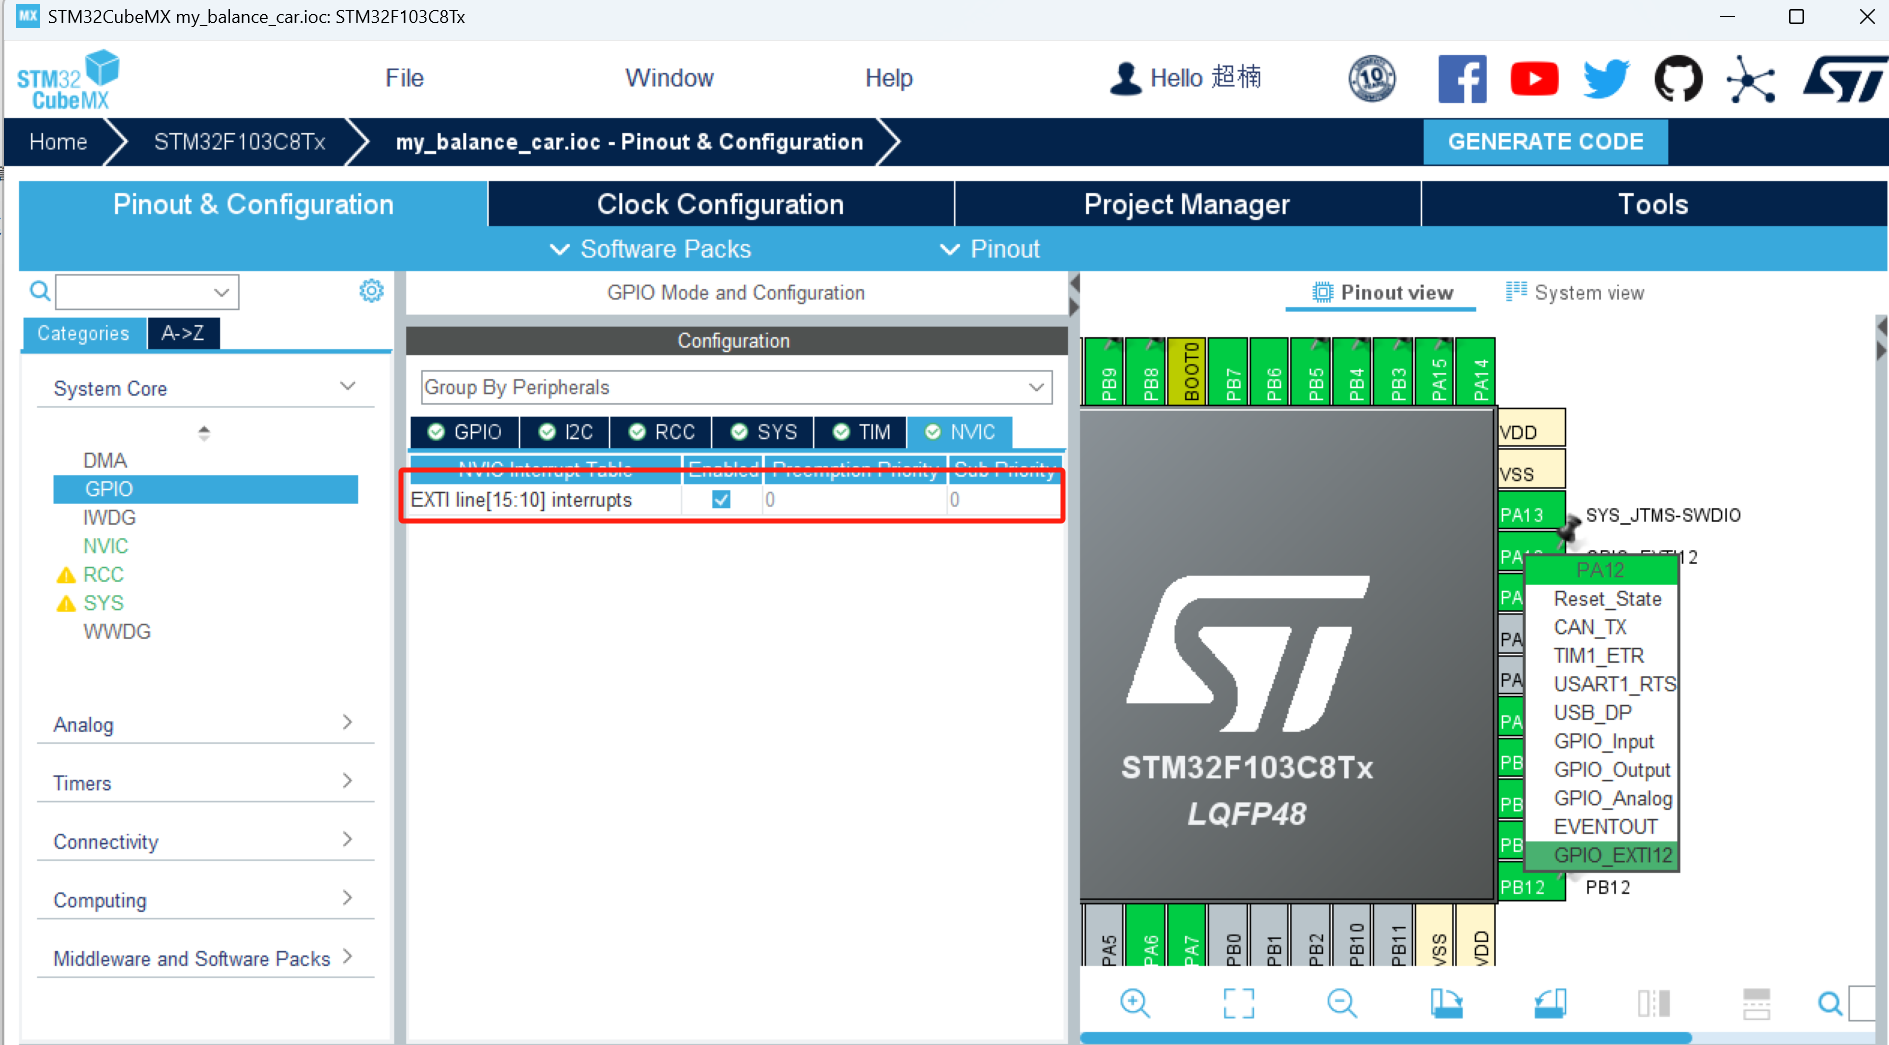 MX STM32CubeMX my_balance_car.ioc: STM32F103C8Tx
STM32
CubeMX
File
Window
Help
Hello 超楠
10
Home
STM32F103C8Tx
my_balance_car.ioc - Pinout & Configuration
GENERATE CODE
Pinout & Configuration
Clock Configuration
Project Manager
Tools
Software Packs
Pinout
Categories
A->Z
System Core
DMA
GPIO
IWDG
NVIC
RCC
SYS
WWDG
Analog
Timers
Connectivity
Computing
Middleware and Software Packs
GPIO Mode and Configuration
Configuration
Group By Peripherals
GPIO
I2C
RCC
SYS
TIM
NVIC
NVIC Interrupt Table
Enabled
Preemption Priority
Sub Priority
EXTI line[15:10] interrupts
0
0
Pinout view
System view
PB9
PB8
BOOT0
PB7
PB6
PB5
PB4
PB3
PA15
PA14
VDD
VSS
PA13
SYS_JTMS-SWDIO
GPIO_EXTI12
PA
PA
PA
PA
PA
PB
PB
PB
PB12
PB12
PA12
Reset_State
CAN_TX
TIM1_ETR
USART1_RTS
USB_DP
GPIO_Input
GPIO_Output
GPIO_Analog
EVENTOUT
GPIO_EXTI12
STM32F103C8Tx
LQFP48
PA5
PA6
PA7
PB0
PB1
PB2
PB10
PB11
VSS
VDD